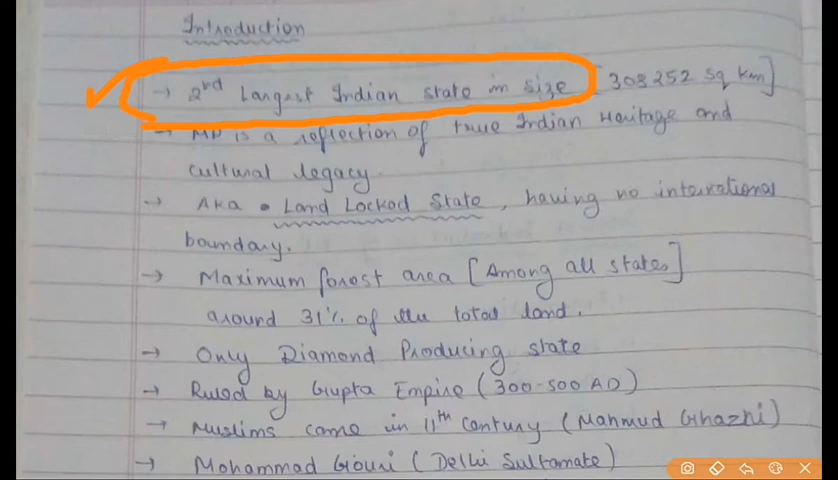 Introduction
→ 2nd Largest Indian state in size [308252 sq km]
→ MP is a reflection of true Indian Heritage and
cultural legacy
→ Aka • Land Locked State, having no international
boundary.
→ Maximum forest area [Among all states]
around 31% of the total land.
→ Only Diamond Producing state
→ Ruled by Gupta Empire (300-500 AD)
→ Muslims came in 11th Century (Mahmud Ghazhi)
→ Mohammad Giouri (Delhi Sultanate)